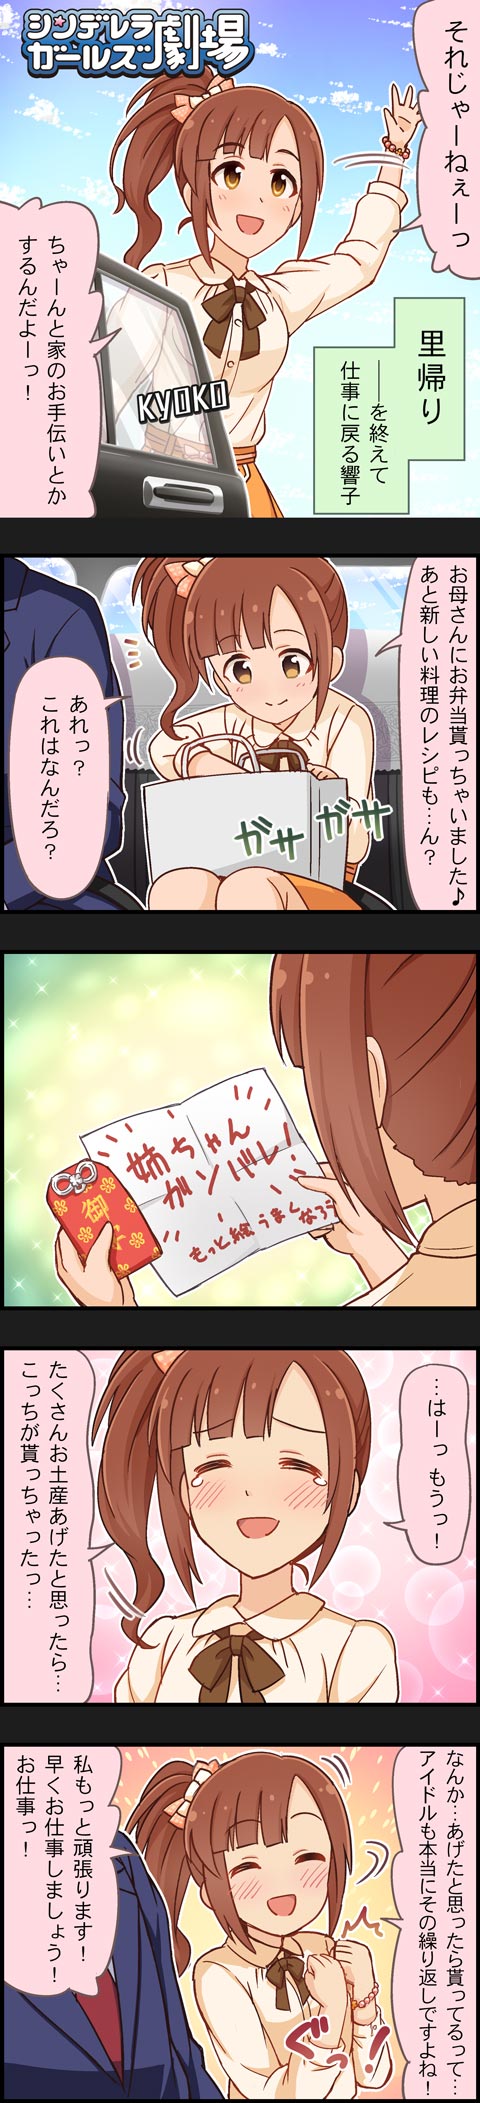 シンデレラ
ガールズ劇場
それじゃーねぇーっ
ちゃーんと家のお手伝いとか
するんだよーっ！
KYOKO
里帰り
――を終えて
仕事に戻る響子
お母さんにお弁当貰っちゃいました♪
あと新しい料理のレシピも…ん？
ガサ ガサ
あれっ？
これはなんだろ？
姉ちゃん
ガンバレ！
もっと絵うまくなろう
御
…はーっ もうっ！
たくさんお土産あげたと思ったら…
こっちが貰っちゃったっ…
なんか…あげたと思ったら貰ってるって…
アイドルも本当にその繰り返しですよね！
ぐっ！
私もっと頑張ります！
早くお仕事しましょう！
お仕事っ！